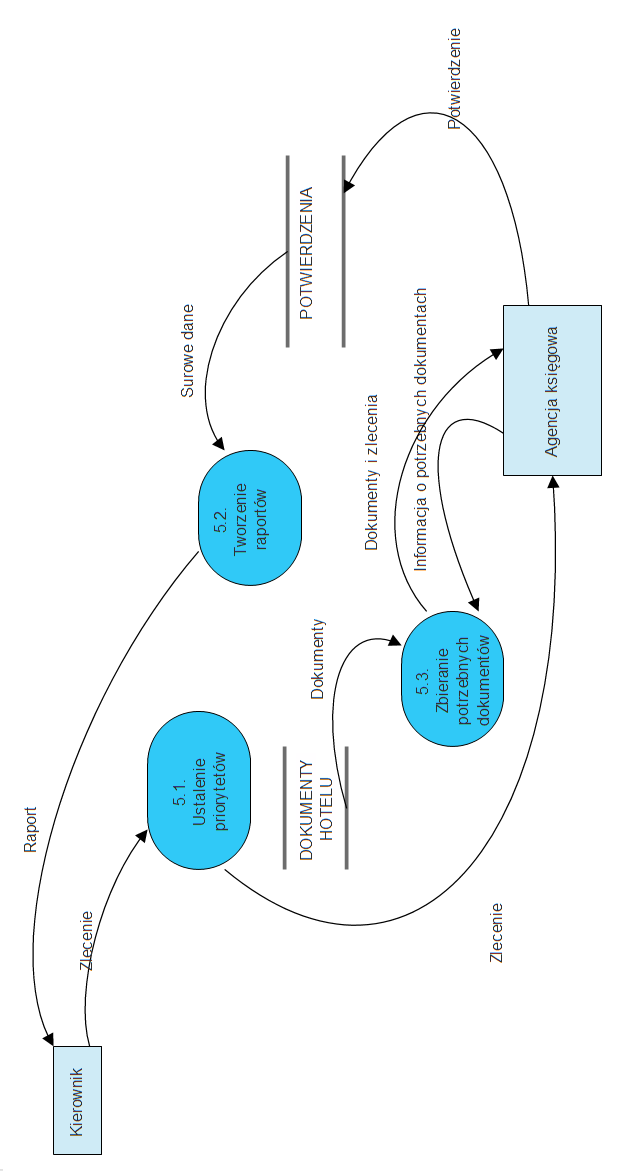 Kierownik
Zlecenie
Raport
5.1.
Ustalenie
priorytetów
Zlecenie
5.2.
Tworzenie
raportów
Surowe dane
DOKUMENTY
HOTELU
Dokumenty
POTWIERDZENIA
5.3.
Zbieranie
potrzebnych
dokumentów
Dokumenty i zlecenia
Informacja o potrzebnych dokumentach
Agencja księgowa
Potwierdzenie